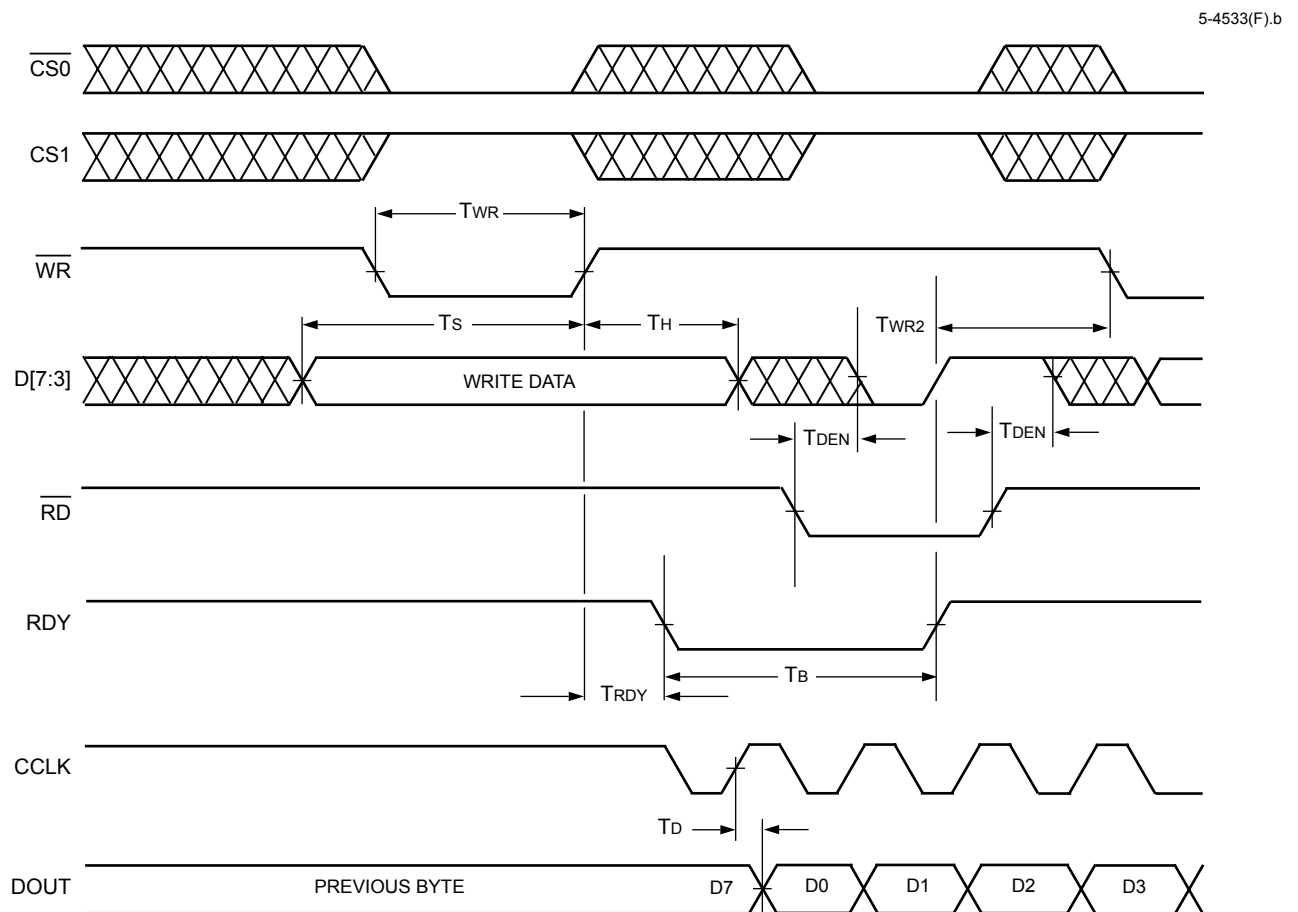 5-4533(F).b
CS0
CS1
TWR
WR
TS
TH
TWR2
D[7:3]
WRITE DATA
TDEN
TDEN
RD
RDY
TB
TRDY
CCLK
TD
DOUT
PREVIOUS BYTE
D7
D0
D1
D2
D3